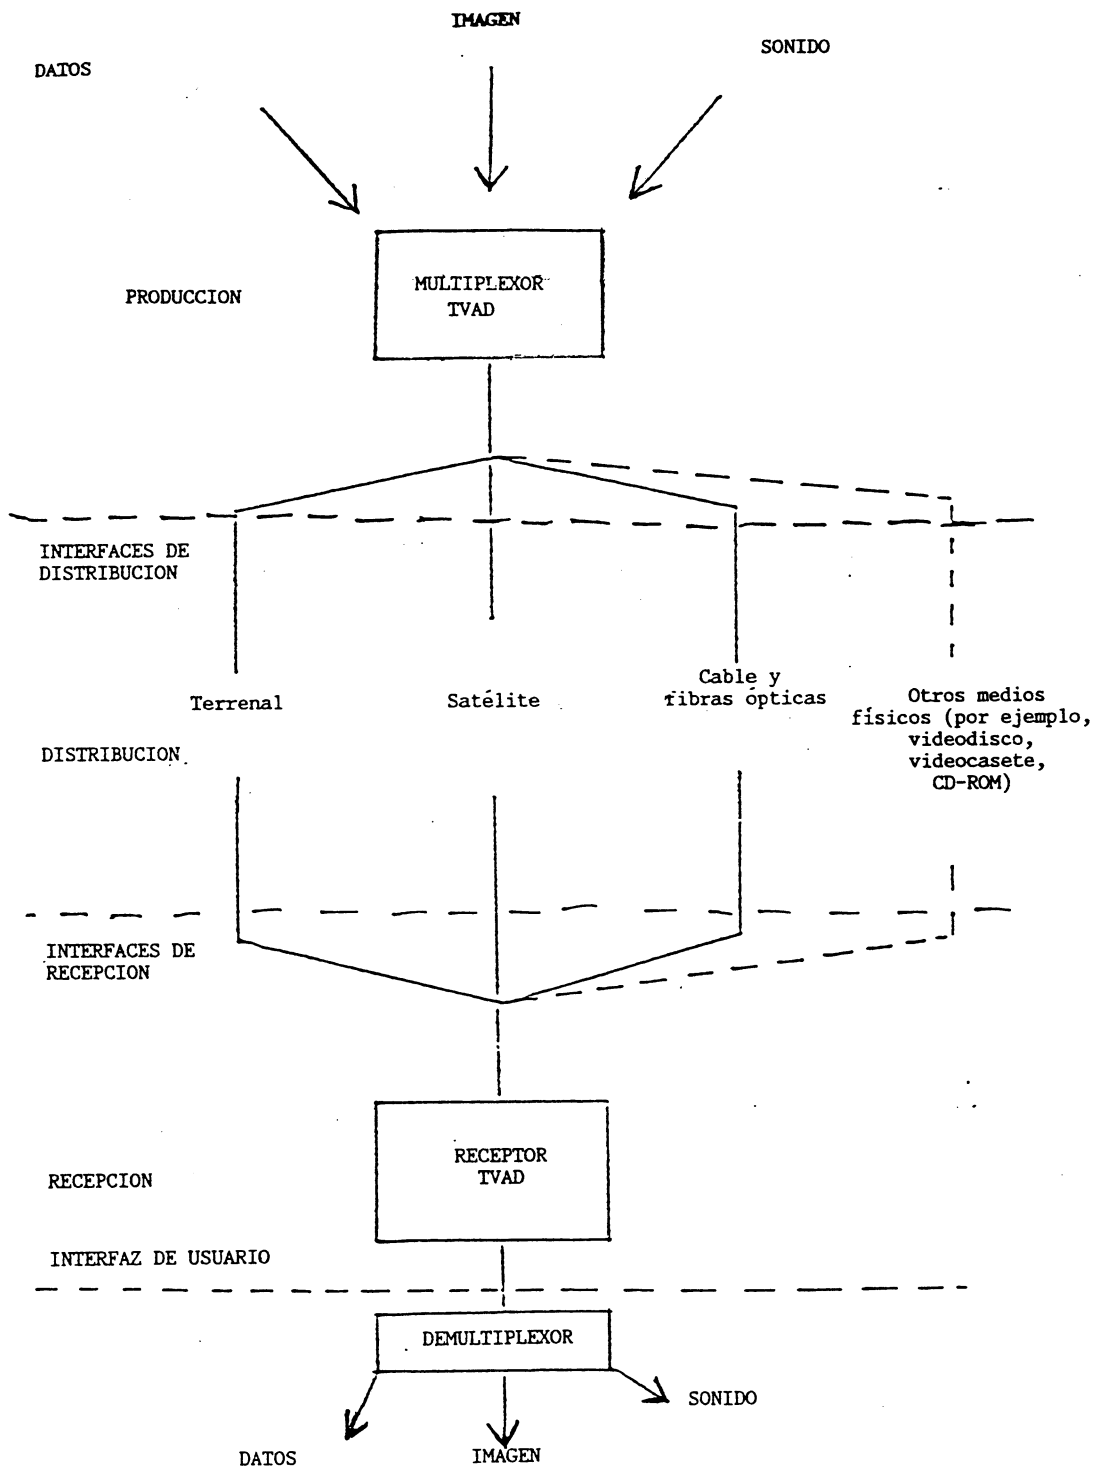 IMAGEN
SONIDO
DATOS
MULTIPLEXOR
TVAD
PRODUCCION
INTERFACES DE
DISTRIBUCION
Terrenal
Satélite
Cable y
fibras ópticas
Otros medios
físicos (por ejemplo,
videodisco,
videocasete,
CD-ROM)
DISTRIBUCION
INTERFACES DE
RECEPCION
RECEPTOR
TVAD
RECEPCION
INTERFAZ DE USUARIO
DEMULTIPLEXOR
SONIDO
DATOS
IMAGEN